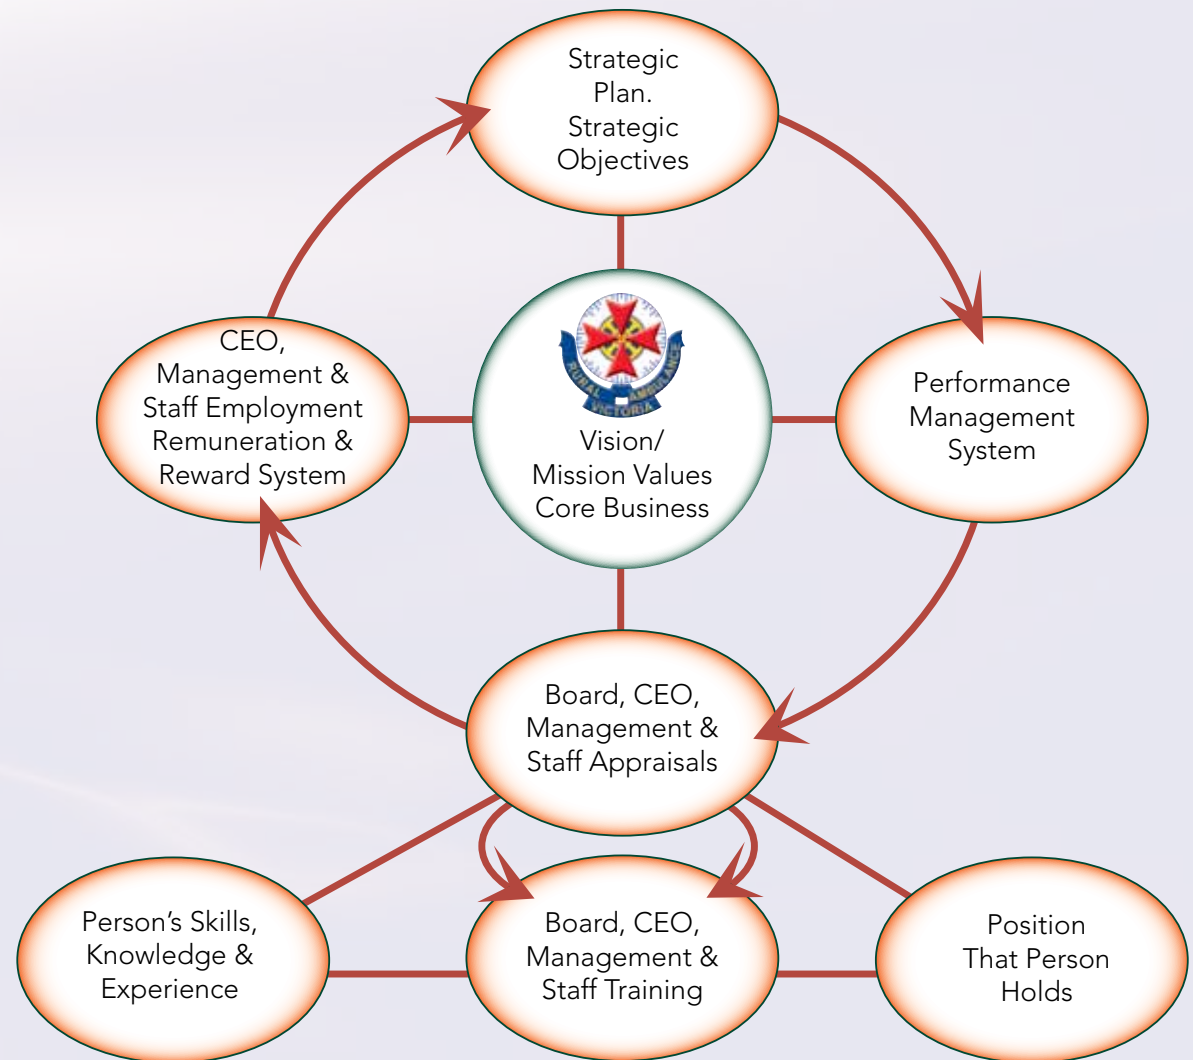 Strategic
Plan.
Strategic
Objectives
CEO,
Management &
Staff Employment
Remuneration &
Reward System
RURAL AMBULANCE
VICTORIA
Vision/
Mission Values
Core Business
Performance
Management
System
Board, CEO,
Management &
Staff Appraisals
Person’s Skills,
Knowledge &
Experience
Board, CEO,
Management &
Staff Training
Position
That Person
Holds